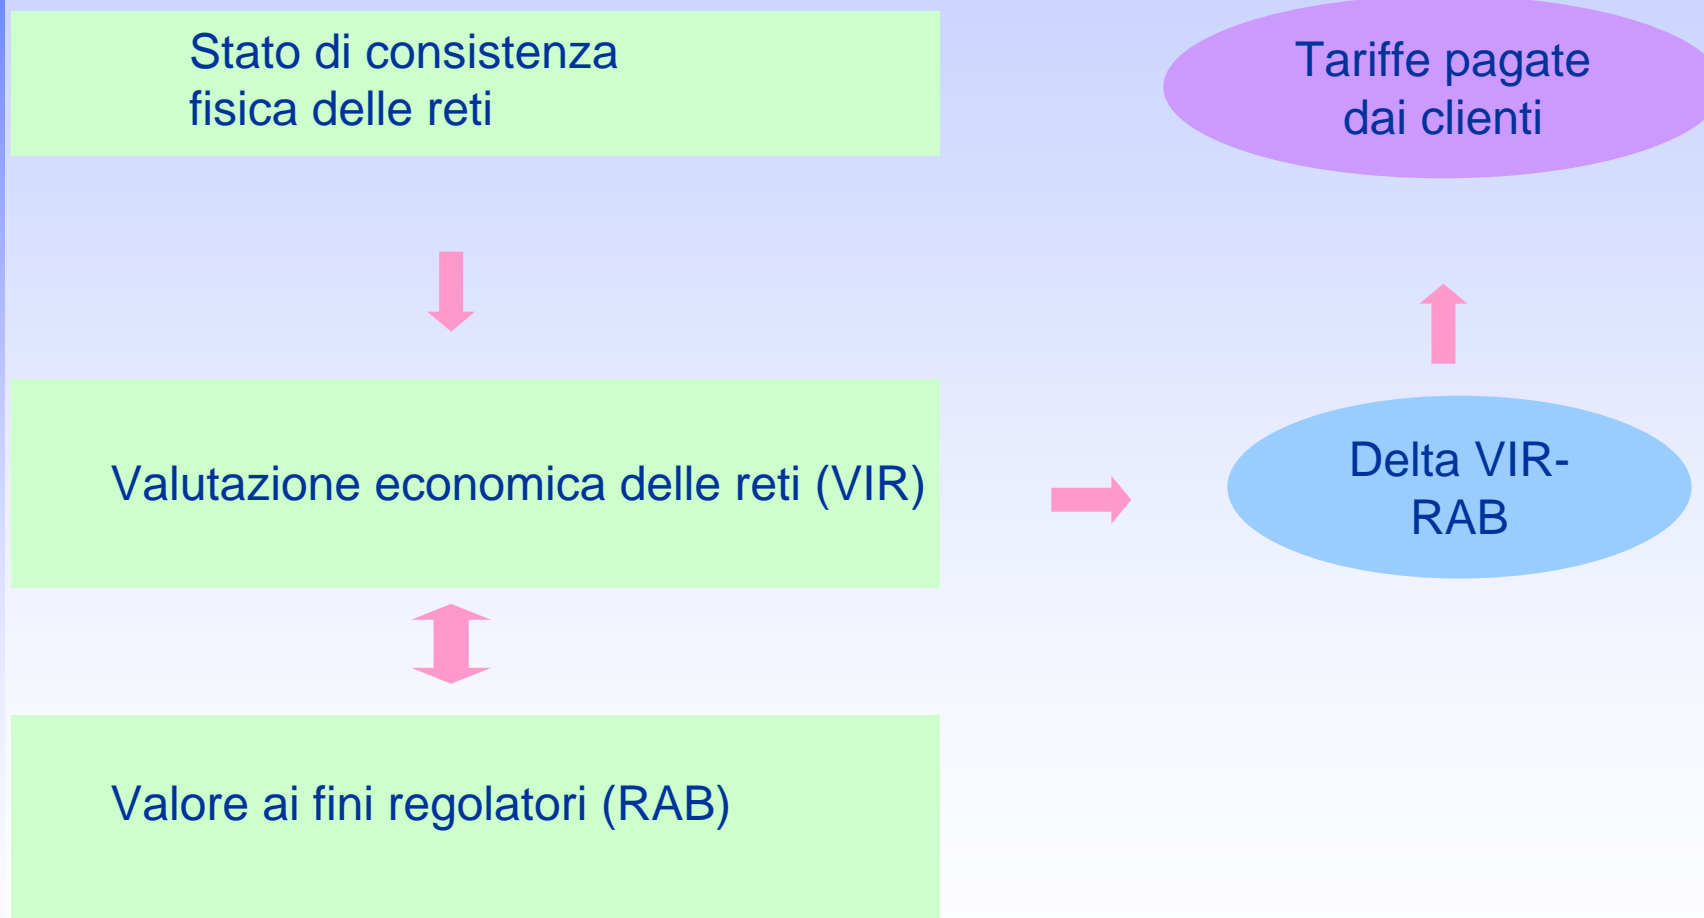 Stato di consistenza
fisica delle reti
Tariffe pagate
dai clienti
Valutazione economica delle reti (VIR)
Delta VIR-
RAB
Valore ai fini regolatori (RAB)